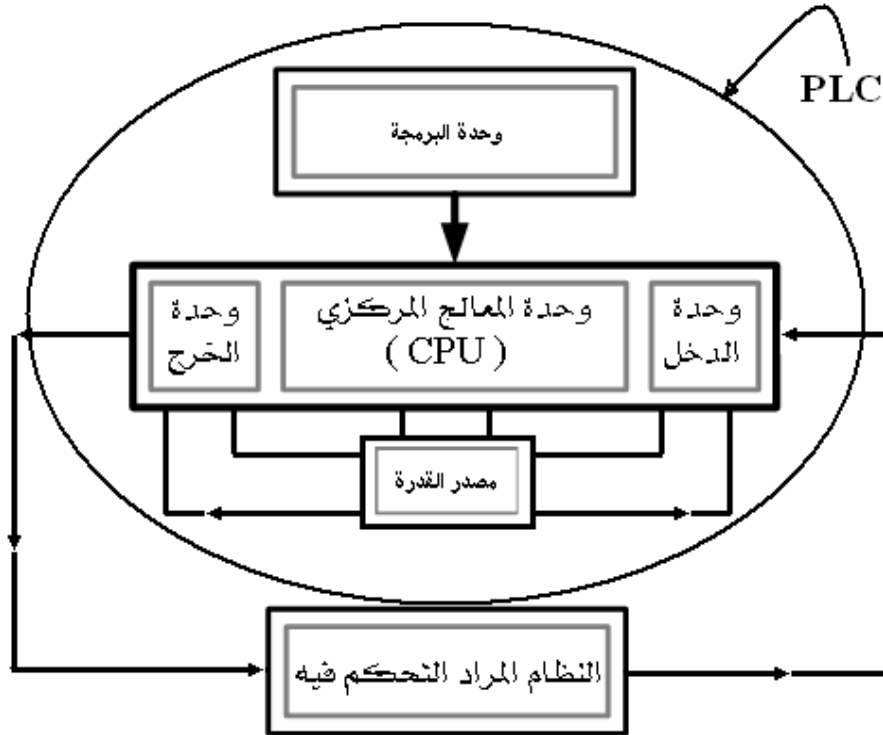 PLC
وحدة البرمجة
وحدة
الدخل
وحدة المعالج المركزي
( CPU )
وحدة
الخرج
مصدر القدرة
النظام المراد التحكم فيه